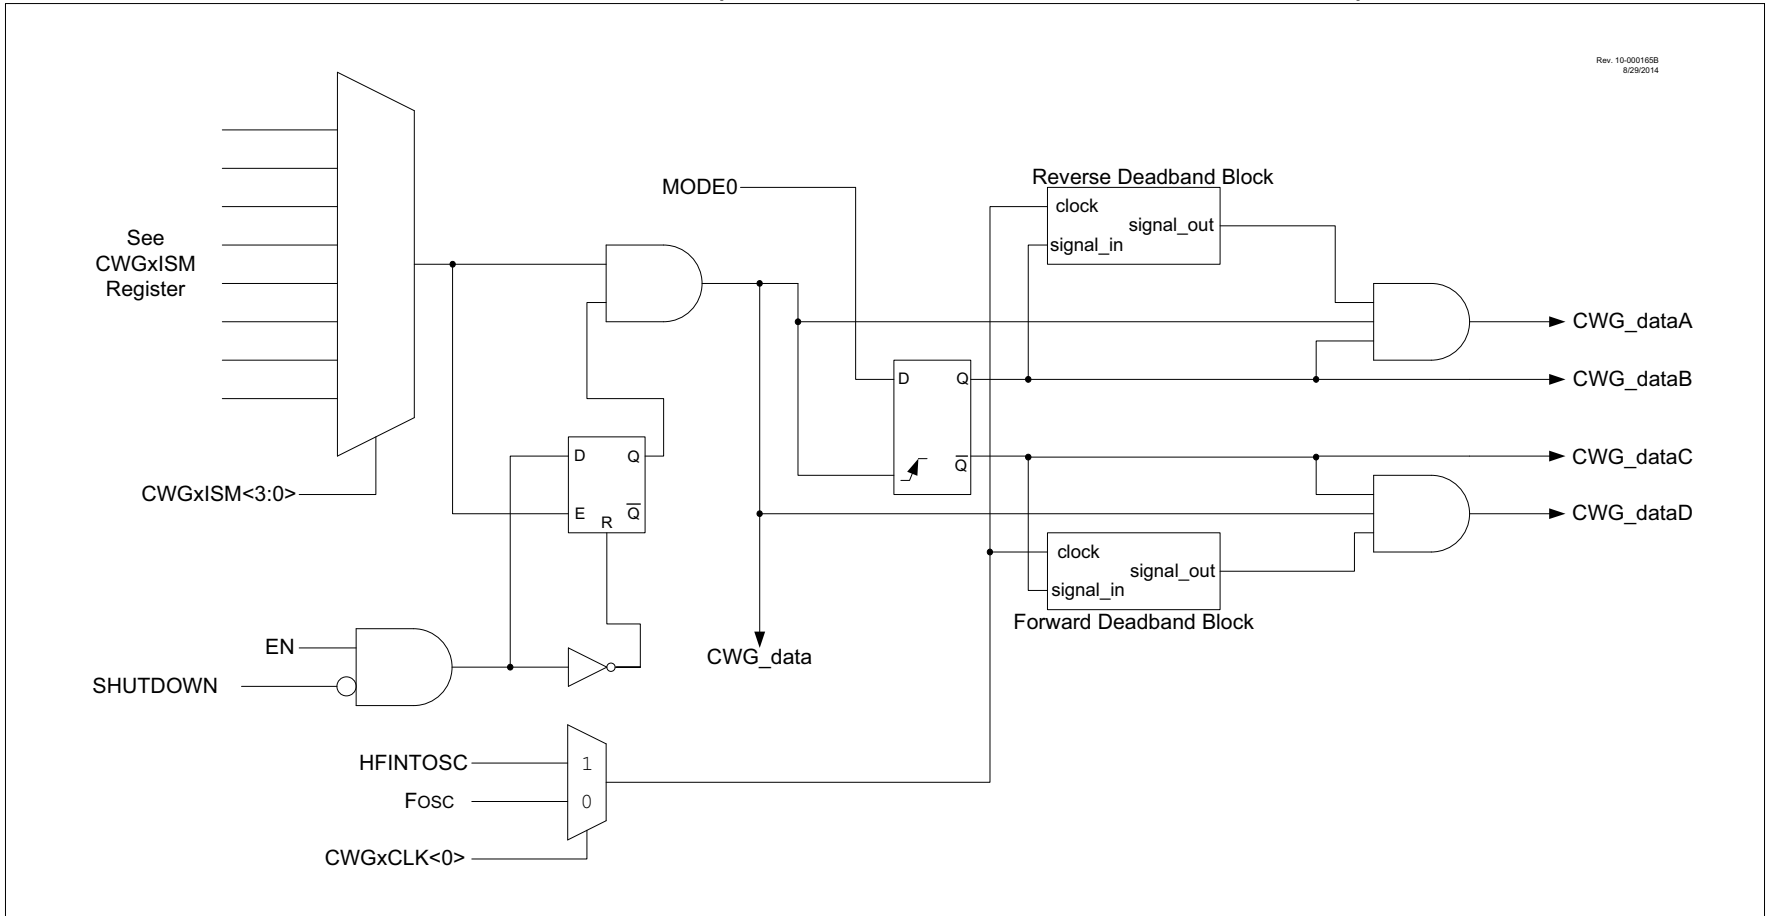 Rev. 10-000165B
8/29/2014
See
CWGxISM
Register
CWGxISM<3:0>
MODE0
Reverse Deadband Block
clock
signal_out
signal_in
CWG_dataA
D
Q
CWG_dataB
Q
CWG_dataC
D
Q
E
R
Q
CWG_dataD
clock
signal_out
signal_in
Forward Deadband Block
EN
SHUTDOWN
CWG_data
HFINTOSC
1
FOSC
0
CWGxCLK<0>